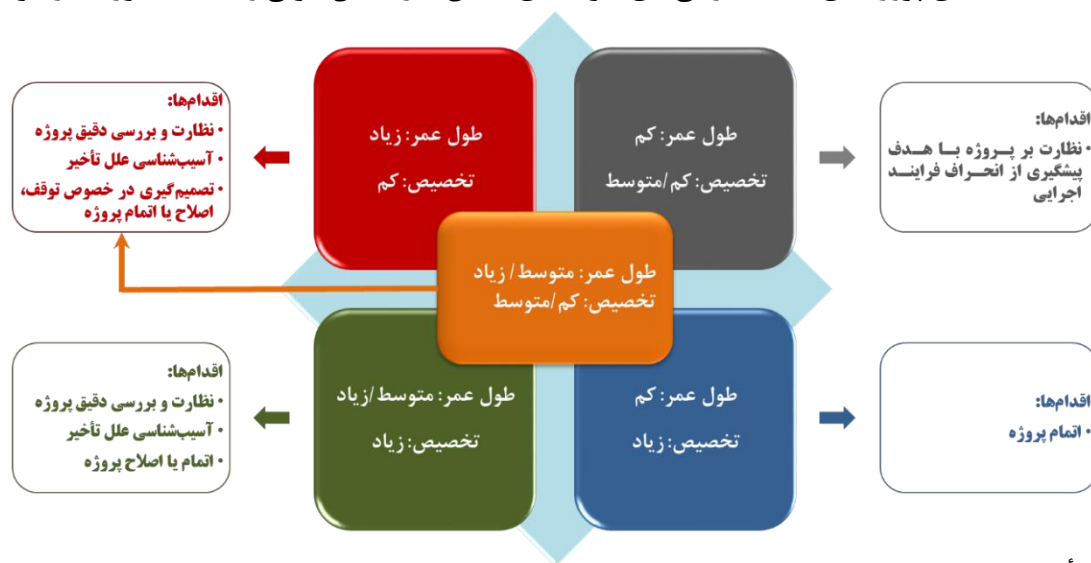 اقدام‌ها:
• نظارت بر پروژه با هدف
پیشگیری از انحراف فرایند
اجرایی
طول عمر: کم
تخصیص: کم/متوسط
طول عمر: زیاد
تخصیص: کم
اقدام‌ها:
• نظارت و بررسی دقیق پروژه
• آسیب‌شناسی علل تأخیر
• تصمیم‌گیری در خصوص توقف،
اصلاح یا اتمام پروژه
طول عمر: متوسط/ زیاد
تخصیص: کم/متوسط
اقدام‌ها:
• اتمام پروژه
طول عمر: کم
تخصیص: زیاد
طول عمر: متوسط/زیاد
تخصیص: زیاد
اقدام‌ها:
• نظارت و بررسی دقیق پروژه
• آسیب‌شناسی علل تأخیر
• اتمام یا اصلاح پروژه